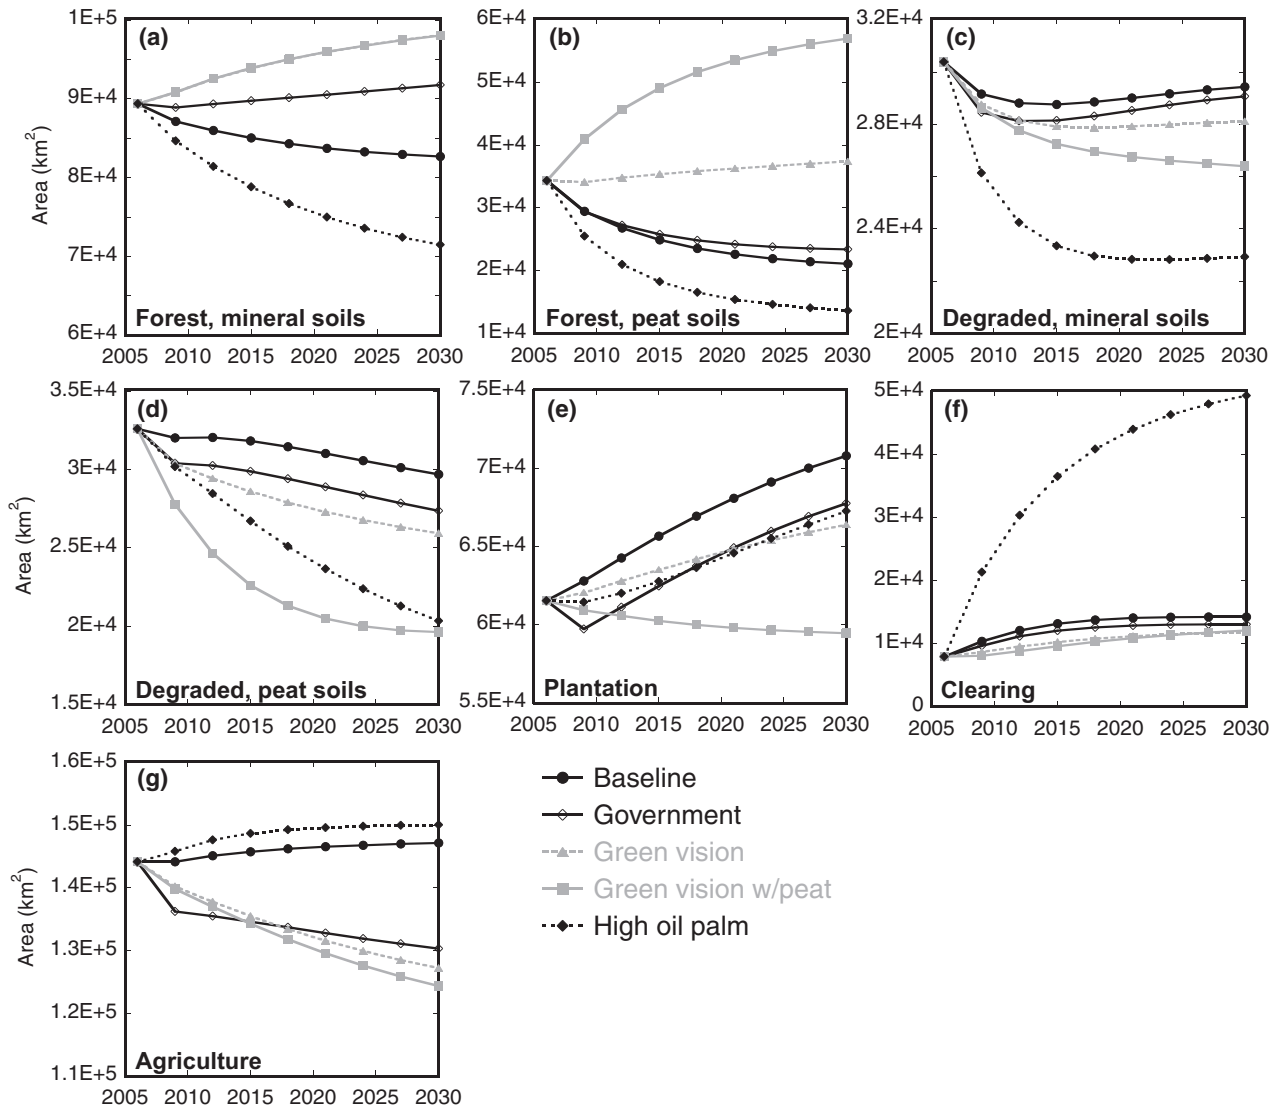 1E+5
9E+4
8E+4
7E+4
6E+4
Area (km2)
(a)
Forest, mineral soils
2005 2010 2015 2020 2025 2030
6E+4
5E+4
4E+4
3E+4
2E+4
1E+4
(b)
Forest, peat soils
2005 2010 2015 2020 2025 2030
3.2E+4
2.8E+4
2.4E+4
2E+4
(c)
Degraded, mineral soils
2005 2010 2015 2020 2025 2030
3.5E+4
3E+4
2.5E+4
2E+4
1.5E+4
Area (km2)
(d)
Degraded, peat soils
2005 2010 2015 2020 2025 2030
7.5E+4
7E+4
6.5E+4
6E+4
5.5E+4
(e)
Plantation
2005 2010 2015 2020 2025 2030
5E+4
4E+4
3E+4
2E+4
1E+4
0
(f)
Clearing
2005 2010 2015 2020 2025 2030
1.6E+5
1.5E+5
1.4E+5
1.3E+5
1.2E+5
1.1E+5
Area (km2)
(g)
Agriculture
2005 2010 2015 2020 2025 2030
Baseline
Government
Green vision
Green vision w/peat
High oil palm